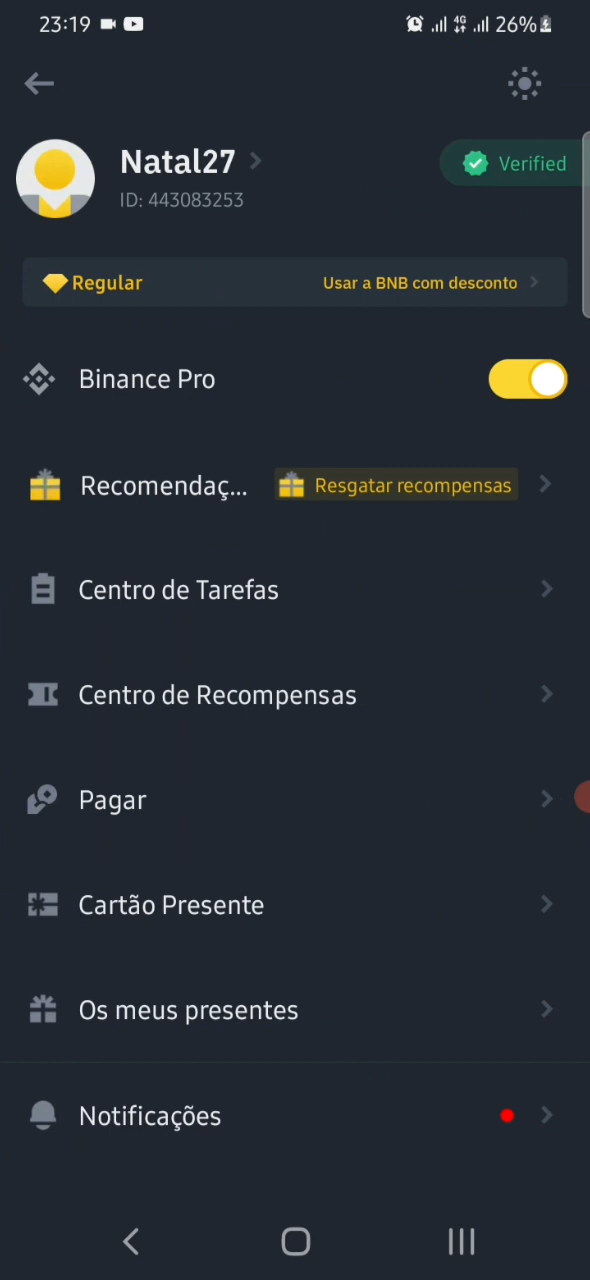 23:19 4G 26%
Natal27
Verified
ID: 443083253
Regular Usar a BNB com desconto
Binance Pro
Recomendaç... Resgatar recompensas
Centro de Tarefas
Centro de Recompensas
Pagar
Cartão Presente
Os meus presentes
Notificações